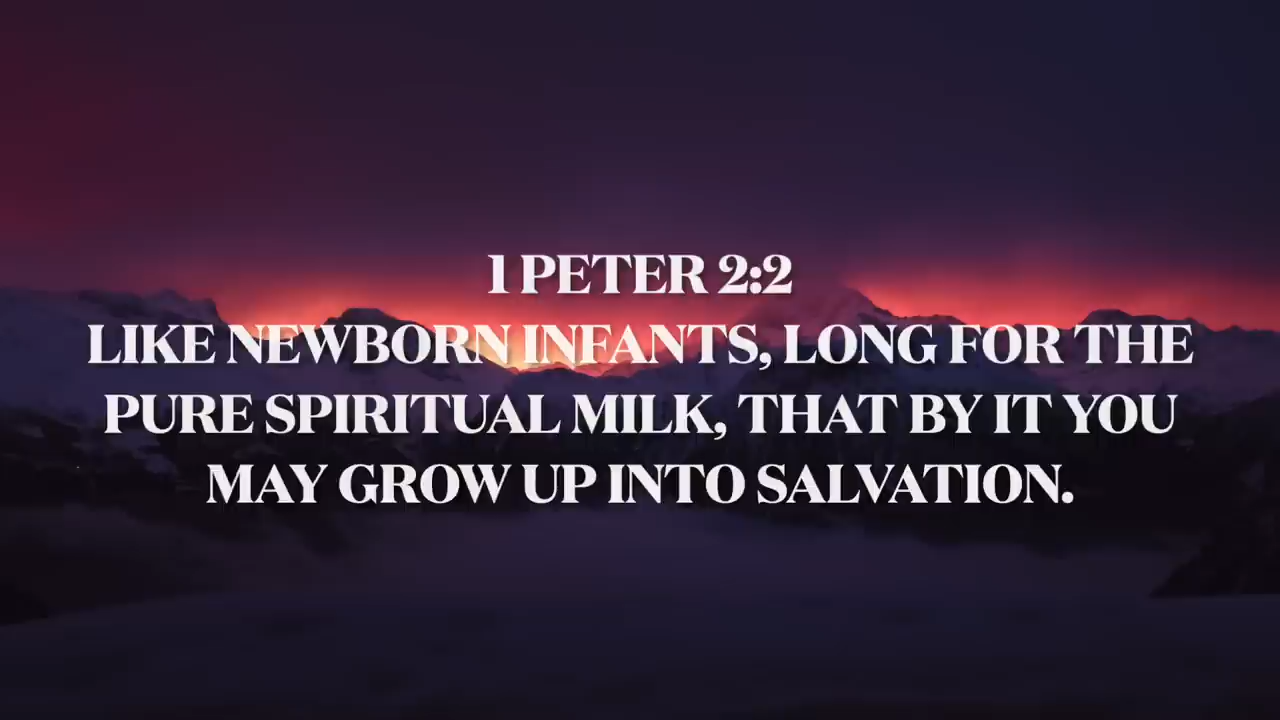 1 PETER 2:2
LIKE NEWBORN INFANTS, LONG FOR THE
PURE SPIRITUAL MILK, THAT BY IT YOU
MAY GROW UP INTO SALVATION.